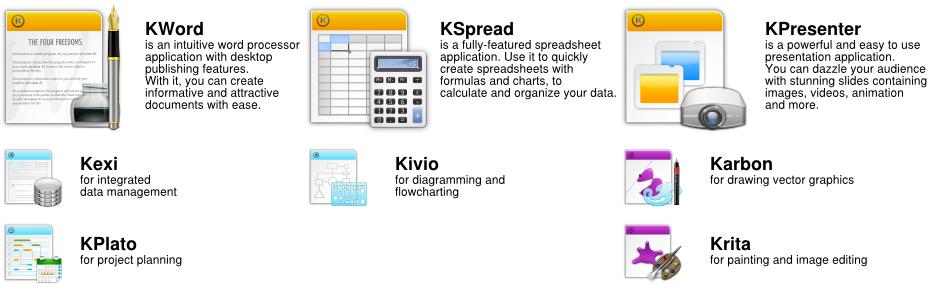 THE FOUR FREEDOMS.
KWord
is an intuitive word processor
application with desktop
publishing features.
With it, you can create
informative and attractive
documents with ease.
KSpread
is a fully-featured spreadsheet
application. Use it to quickly
create spreadsheets with
formulas and charts, to
calculate and organize your data.
KPresenter
is a powerful and easy to use
presentation application.
You can dazzle your audience
with stunning slides containing
images, videos, animation
and more.
Kexi
for integrated
data management
Kivio
for diagramming and
flowcharting
Karbon
for drawing vector graphics
KPlato
for project planning
Krita
for painting and image editing